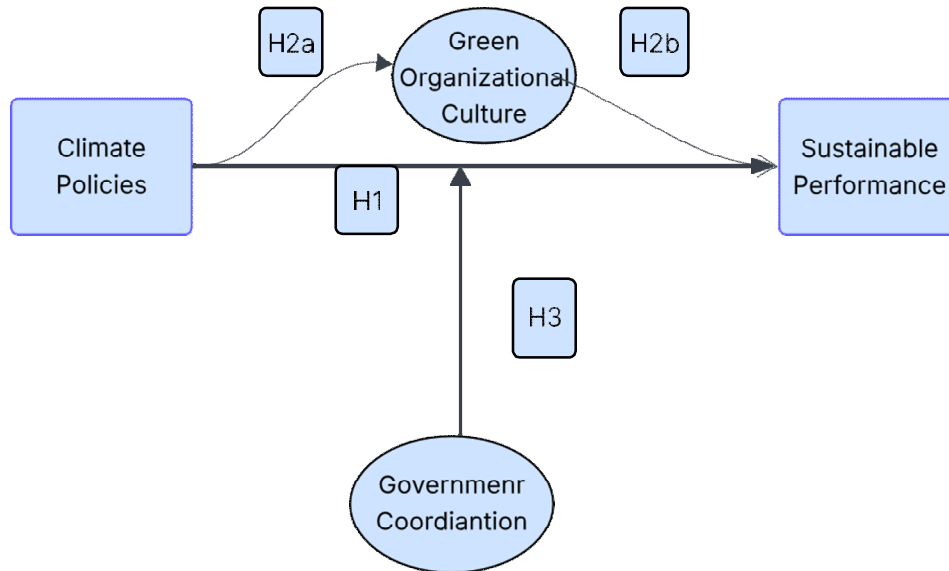 H2a
Green
Organizational
Culture
H2b
Climate
Policies
Sustainable
Performance
H1
H3
Governmenr
Coordiantion